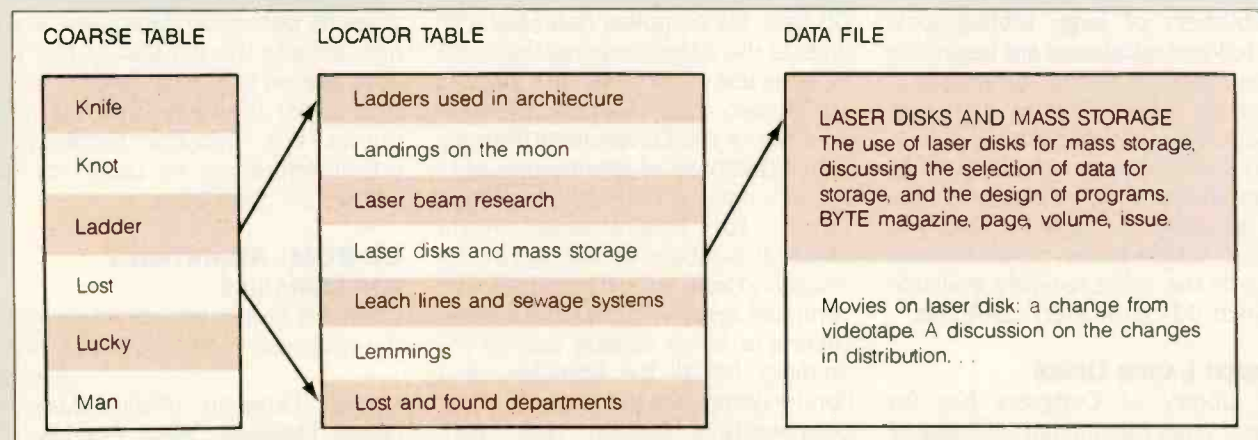 COARSE TABLE
Knife
Knot
Ladder
Lost
Lucky
Man
LOCATOR TABLE
Ladders used in architecture
Landings on the moon
Laser beam research
Laser disks and mass storage
Leach lines and sewage systems
Lemmings
Lost and found departments
DATA FILE
LASER DISKS AND MASS STORAGE
The use of laser disks for mass storage,
discussing the selection of data for
storage, and the design of programs.
BYTE magazine, page, volume, issue.
Movies on laser disk: a change from
videotape. A discussion on the changes
in distribution. . .